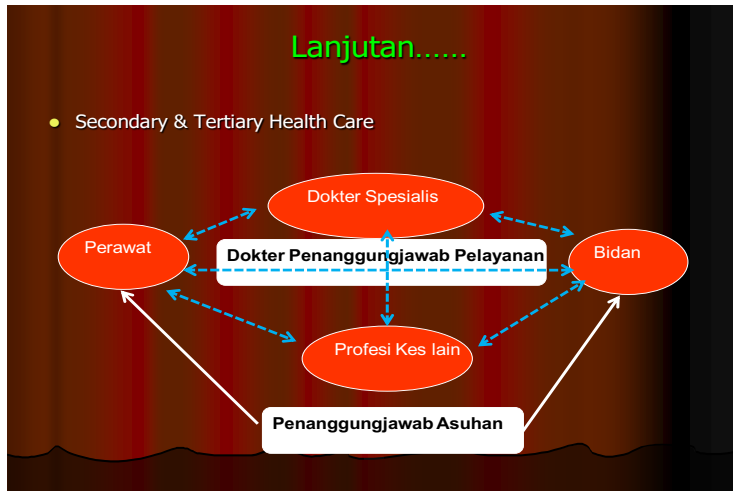 Lanjutan......
Secondary & Tertiary Health Care
Dokter Spesialis
Perawat
Dokter Penanggungjawab Pelayanan
Bidan
Profesi Kes lain
Penanggungjawab Asuhan